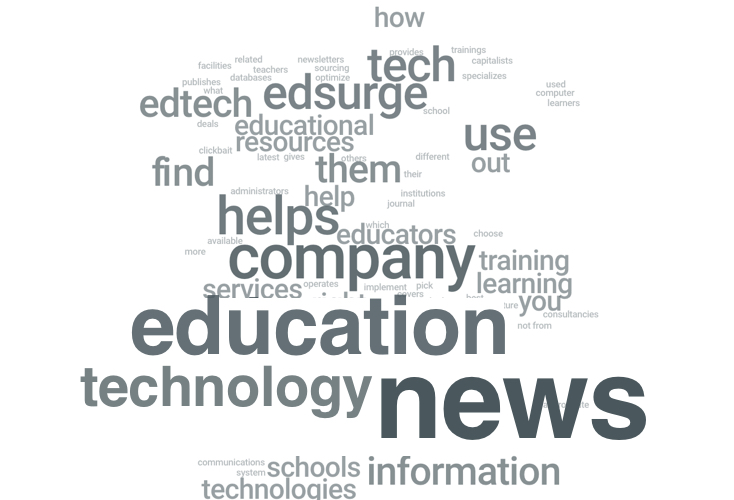 how
tech
provides
trainings
capitalists
related
newsletters
facilities
teachers
sourcing
specializes
publishes
databases
optimize
what
edtech
edsurge
used
computer
learners
school
deals
educational
use
resources
clickbait
latest
gives
others
different
out
find
them
their
administrators
help
institutions
journal
helps
which
educators
choose
available
more
company
training
learning
services
operates
implement
pick
covers
best
you
consultancies
education
not from
technology
news
communications
system
schools
information
technologies